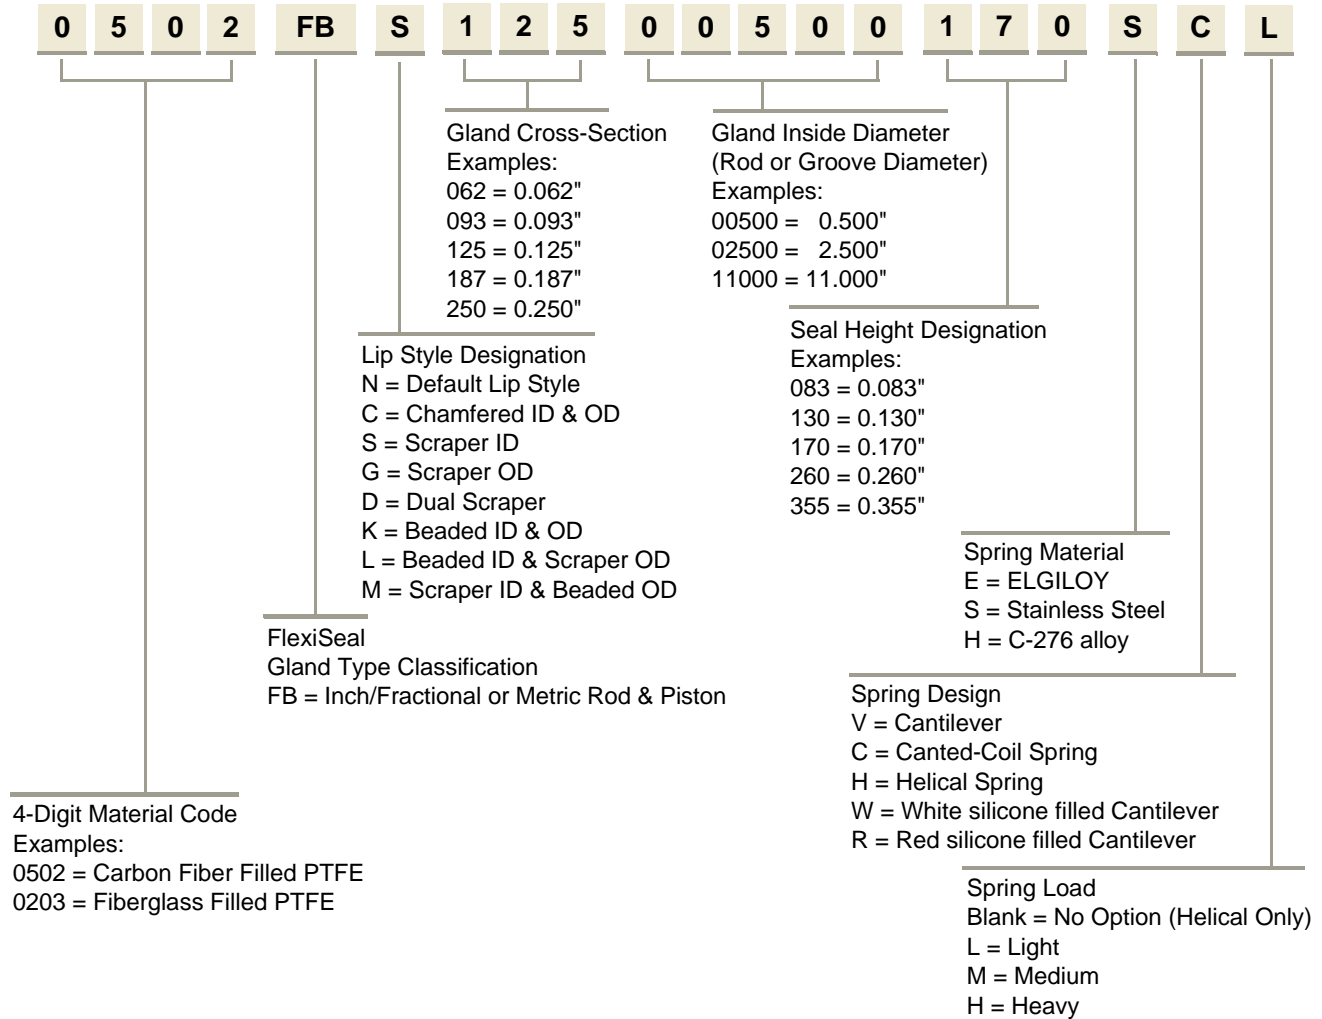 0 5 0 2 FB S 1 2 5 0 0 5 0 0 1 7 0 S C L
Gland Cross-Section
Examples:
062 = 0.062"
093 = 0.093"
125 = 0.125"
187 = 0.187"
250 = 0.250"
Gland Inside Diameter
(Rod or Groove Diameter)
Examples:
00500 = 0.500"
02500 = 2.500"
11000 = 11.000"
Seal Height Designation
Examples:
083 = 0.083"
130 = 0.130"
170 = 0.170"
260 = 0.260"
355 = 0.355"
Lip Style Designation
N = Default Lip Style
C = Chamfered ID & OD
S = Scraper ID
G = Scraper OD
D = Dual Scraper
K = Beaded ID & OD
L = Beaded ID & Scraper OD
M = Scraper ID & Beaded OD
Spring Material
E = ELGILOY
S = Stainless Steel
H = C-276 alloy
FlexiSeal
Gland Type Classification
FB = Inch/Fractional or Metric Rod & Piston
Spring Design
V = Cantilever
C = Canted-Coil Spring
H = Helical Spring
W = White silicone filled Cantilever
R = Red silicone filled Cantilever
4-Digit Material Code
Examples:
0502 = Carbon Fiber Filled PTFE
0203 = Fiberglass Filled PTFE
Spring Load
Blank = No Option (Helical Only)
L = Light
M = Medium
H = Heavy